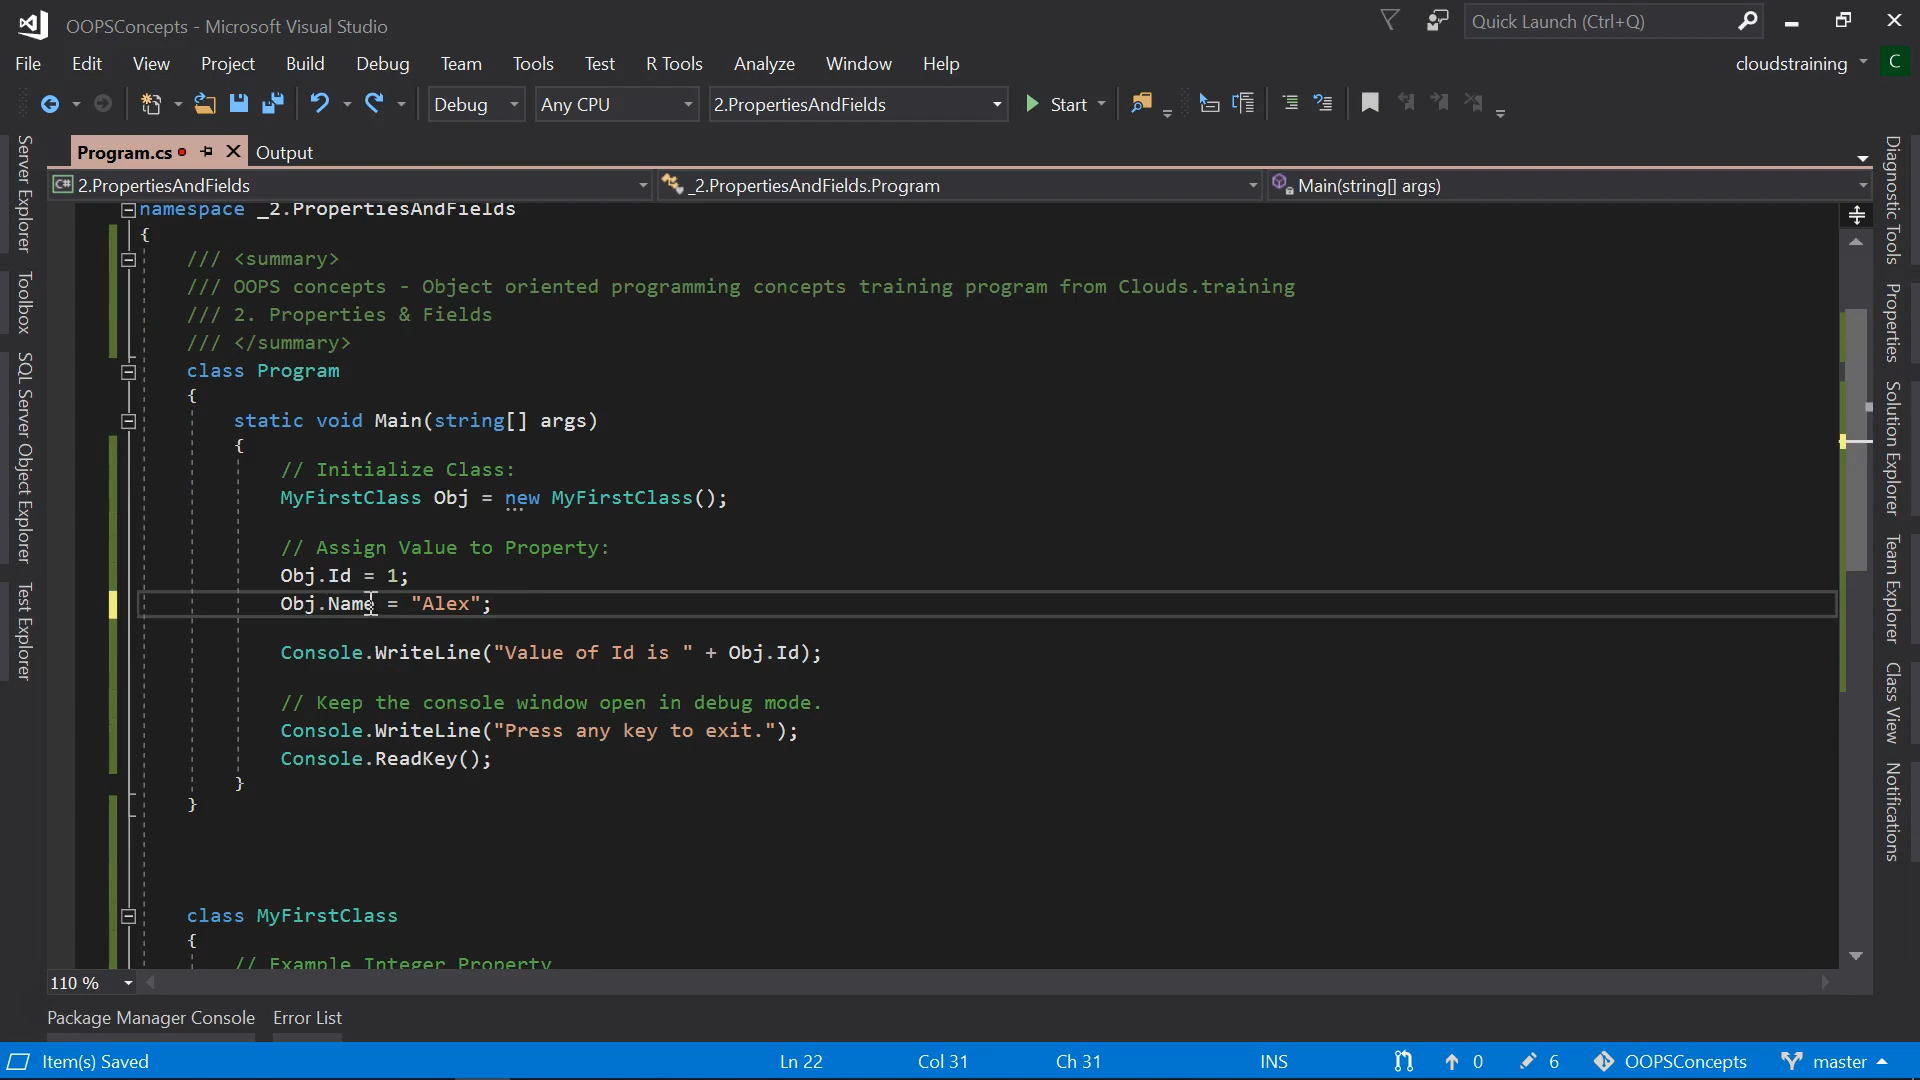 OOPSConcepts - Microsoft Visual Studio
Quick Launch (Ctrl+Q)
File Edit View Project Build Debug Team Tools Test R Tools Analyze Window Help
cloudstraining C
Debug Any CPU 2.PropertiesAndFields Start
Program.cs Output
C# 2.PropertiesAndFields _2.PropertiesAndFields.Program Main(string[] args)
Server Explorer
Toolbox
SQL Server Object Explorer
Test Explorer
namespace _2.PropertiesAndFields
{
/// <summary>
/// OOPS concepts - Object oriented programming concepts training program from Clouds.training
/// 2. Properties & Fields
/// </summary>
class Program
{
static void Main(string[] args)
{
// Initialize Class:
MyFirstClass Obj = new MyFirstClass();
// Assign Value to Property:
Obj.Id = 1;
Obj.Name = "Alex";
Console.WriteLine("Value of Id is " + Obj.Id);
// Keep the console window open in debug mode.
Console.WriteLine("Press any key to exit.");
Console.ReadKey();
}
}
class MyFirstClass
{
// Example Integer Property
Diagnostic Tools
Properties
Solution Explorer
Team Explorer
Class View
Notifications
110 %
Package Manager Console Error List
Item(s) Saved Ln 22 Col 31 Ch 31 INS 0 6 OOPSConcepts master